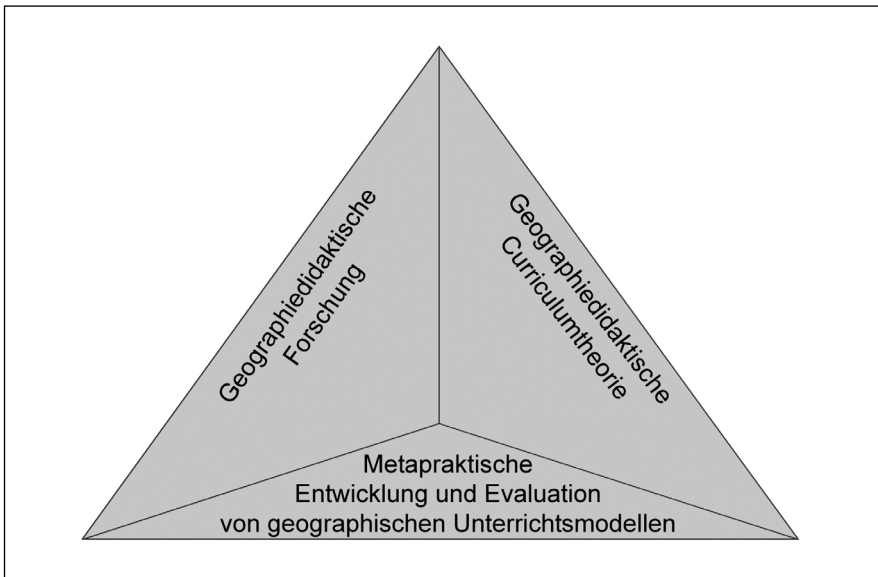 Geographiedidaktische
Forschung
Geographiedidaktische
Curriculumtheorie
Metapraktische
Entwicklung und Evaluation
von geographischen Unterrichtsmodellen